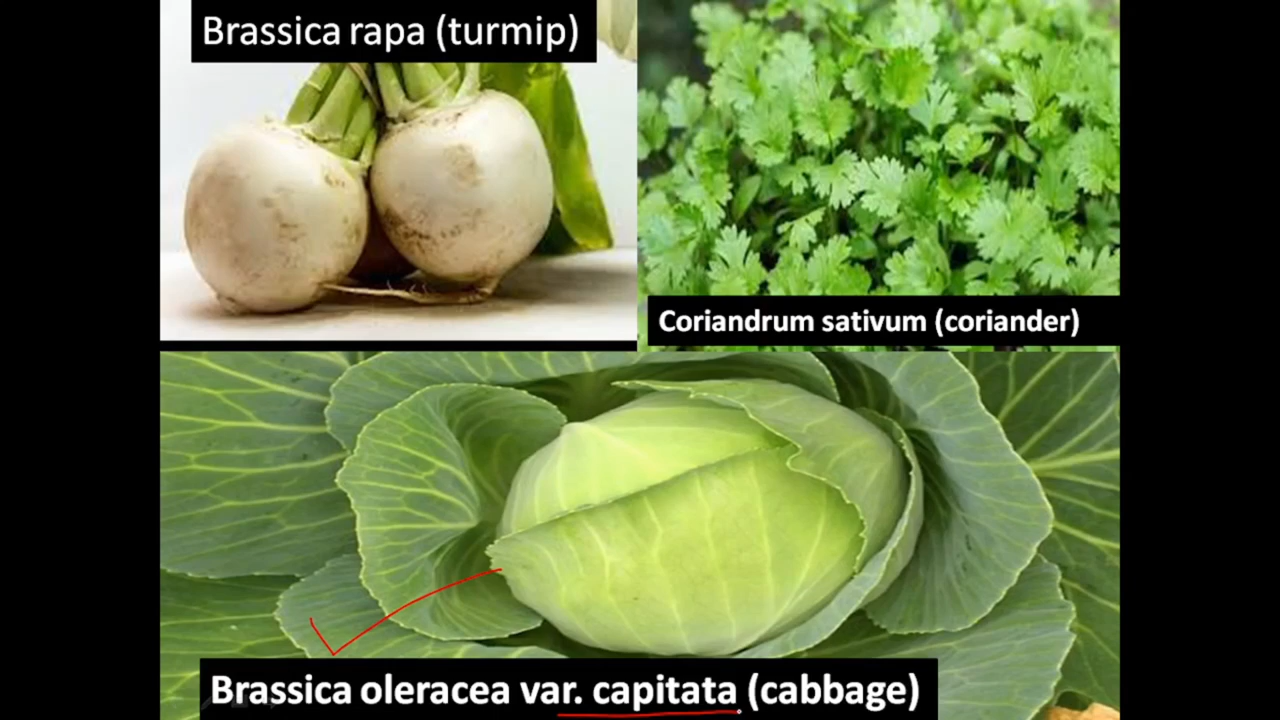 Brassica rapa (turmip)
Coriandrum sativum (coriander)
Brassica oleracea var. capitata (cabbage)